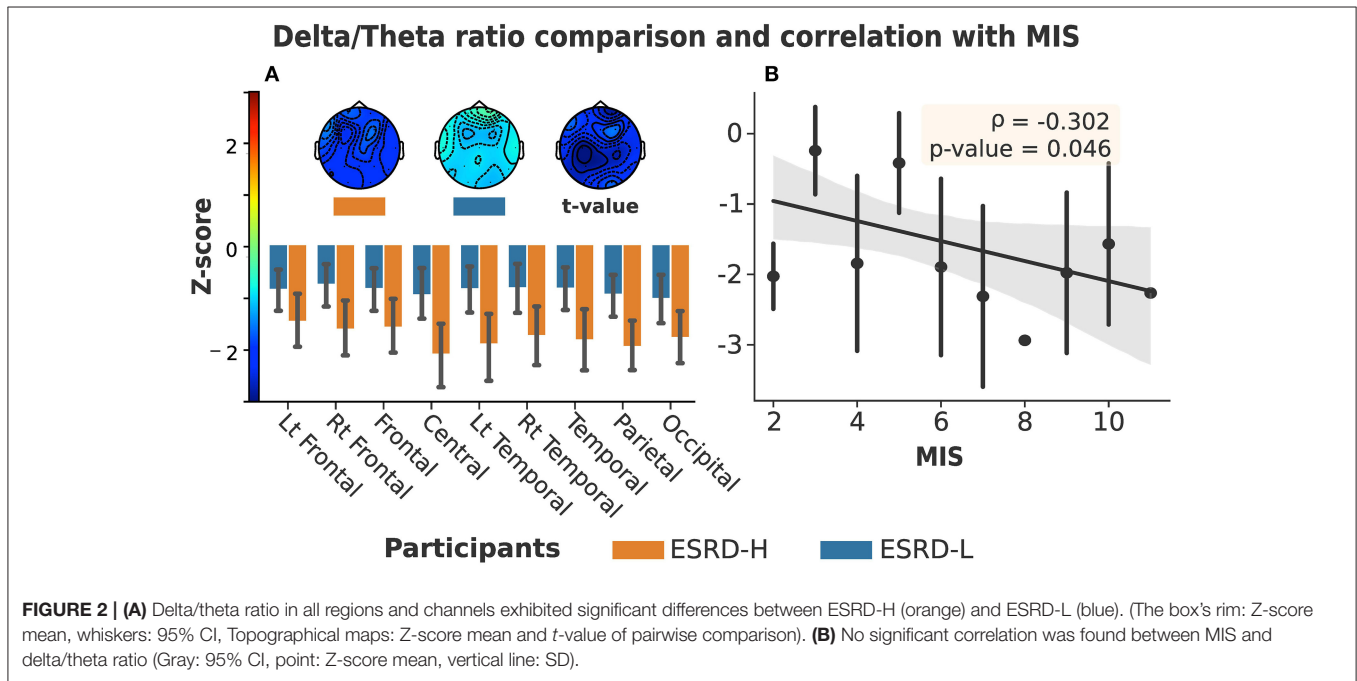 Delta/Theta ratio comparison and correlation with MIS
A
B
Z-score
2
0
−2
t-value
Lt Frontal
Rt Frontal
Frontal
Central
Lt Temporal
Rt Temporal
Temporal
Parietal
Occipital
0
-1
-2
-3
ρ = -0.302
p-value = 0.046
2
4
6
8
10
MIS
Participants
ESRD-H
ESRD-L
FIGURE 2 | (A) Delta/theta ratio in all regions and channels exhibited significant differences between ESRD-H (orange) and ESRD-L (blue). (The box's rim: Z-score
mean, whiskers: 95% CI, Topographical maps: Z-score mean and t-value of pairwise comparison). (B) No significant correlation was found between MIS and
delta/theta ratio (Gray: 95% CI, point: Z-score mean, vertical line: SD).